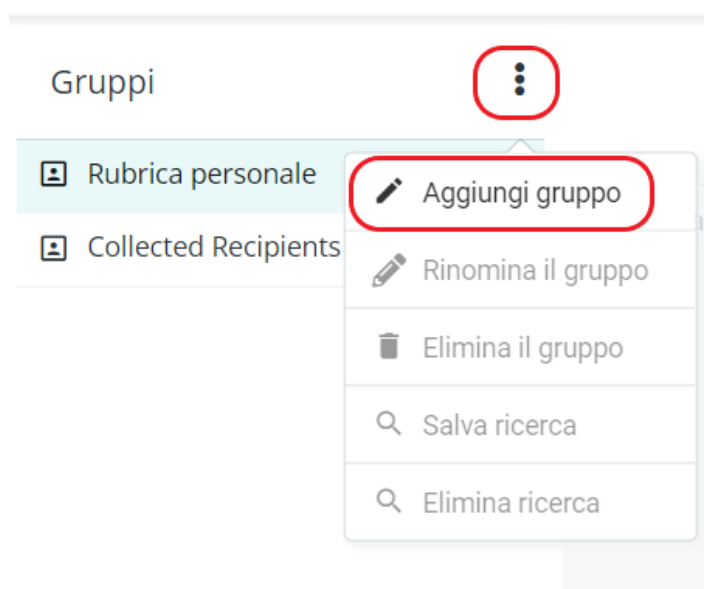 Gruppi
Rubrica personale
Collected Recipients
Aggiungi gruppo
Rinomina il gruppo
Elimina il gruppo
Salva ricerca
Elimina ricerca